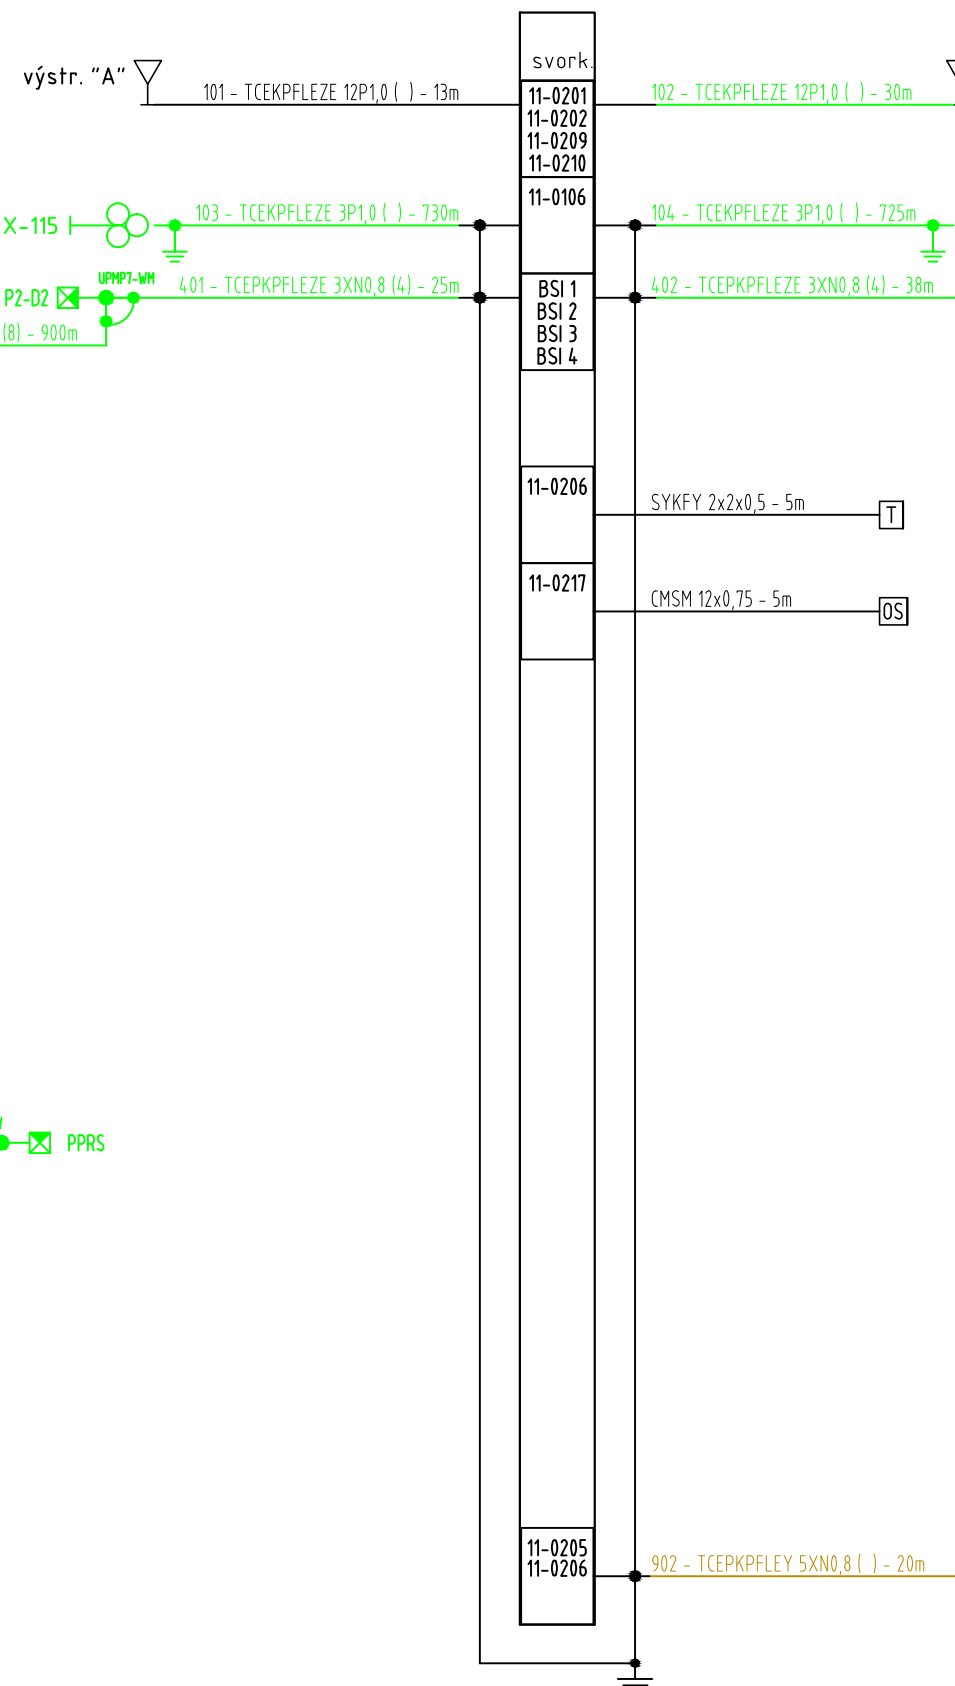 svork.
výstr. "A"
101 - TCEKPFLEZE 12P1,0 ( ) - 13m
11-0201
11-0202
11-0209
11-0210
102 - TCEKPFLEZE 12P1,0 ( ) - 30m
X-115
103 - TCEKPFLEZE 3P1,0 ( ) - 730m
11-0106
104 - TCEKPFLEZE 3P1,0 ( ) - 725m
P2-D2
UPMP7-WM
401 - TCEPKPFLEZE 3XN0,8 (4) - 25m
BSI 1
BSI 2
BSI 3
BSI 4
402 - TCEPKPFLEZE 3XN0,8 (4) - 38m
(8) - 900m
11-0206
SYKFY 2x2x0,5 - 5m
T
11-0217
CMSM 12x0,75 - 5m
OS
PPRS
11-0205
11-0206
902 - TCEPKPFLEY 5XN0,8 ( ) - 20m